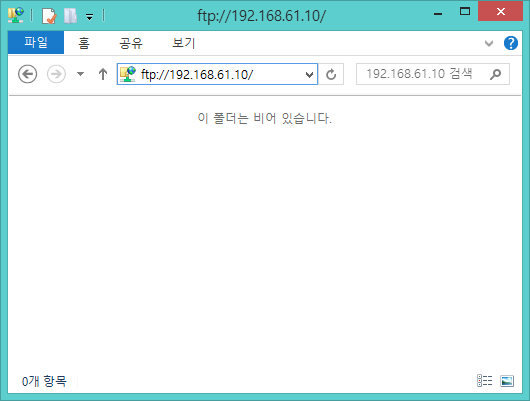 ftp://192.168.61.10/
파일 홈 공유 보기
ftp://192.168.61.10/ 192.168.61.10 검색
이 폴더는 비어 있습니다.
0개 항목